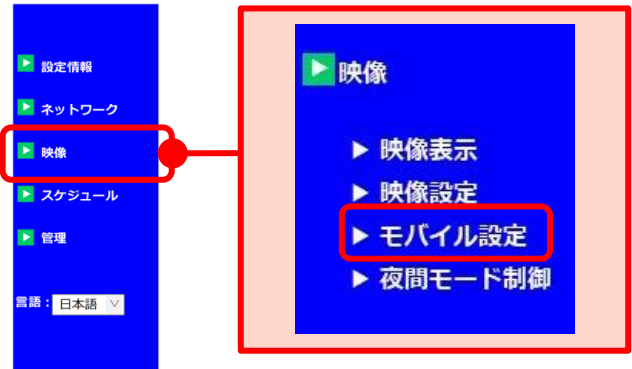 設定情報
ネットワーク
映像
スケジュール
管理
言語：日本語
映像
映像表示
映像設定
モバイル設定
夜間モード制御